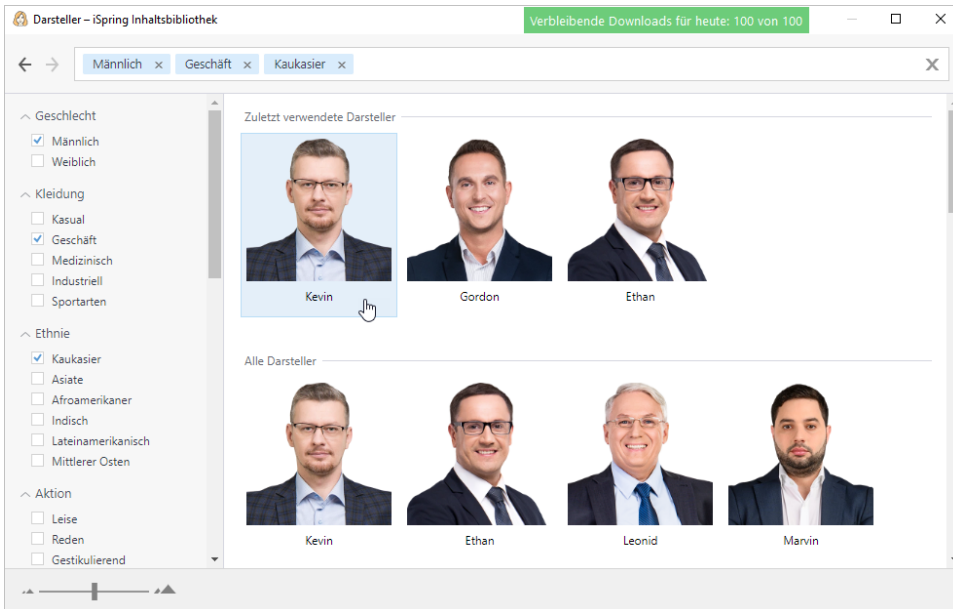 Darsteller – iSpring Inhaltsbibliothek
Verbleibende Downloads für heute: 100 von 100
Männlich
Geschäft
Kaukasier
Geschlecht
Männlich
Weiblich
Kleidung
Kasual
Geschäft
Medizinisch
Industriell
Sportarten
Ethnie
Kaukasier
Asiate
Afroamerikaner
Indisch
Lateinamerikanisch
Mittlerer Osten
Aktion
Leise
Reden
Gestikulierend
Zuletzt verwendete Darsteller
Kevin
Gordon
Ethan
Alle Darsteller
Kevin
Ethan
Leonid
Marvin